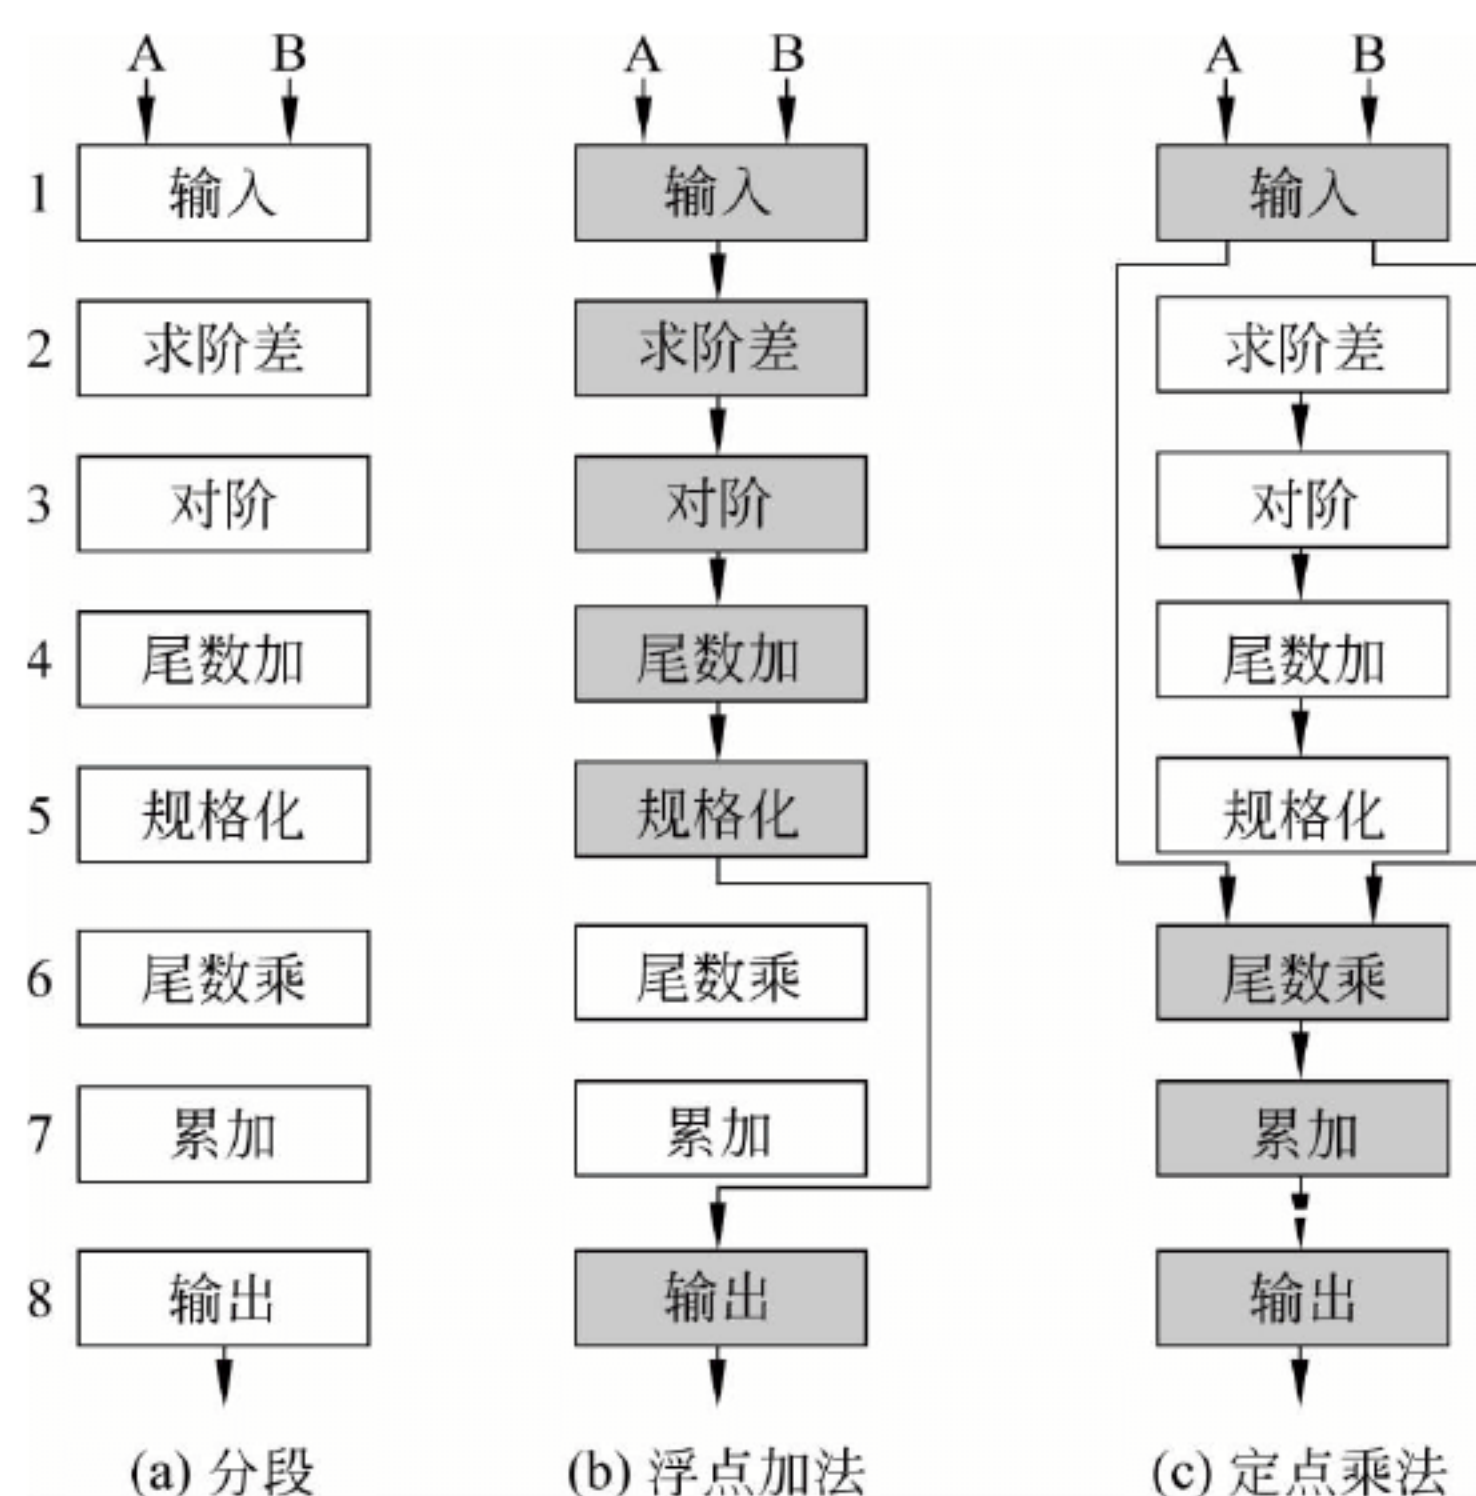 A B A B A B
1 输入 输入 输入
2 求阶差 求阶差 求阶差
3 对阶 对阶 对阶
4 尾数加 尾数加 尾数加
5 规格化 规格化 规格化
6 尾数乘 尾数乘 尾数乘
7 累加 累加 累加
8 输出 输出 输出
(a) 分段 (b) 浮点加法 (c) 定点乘法